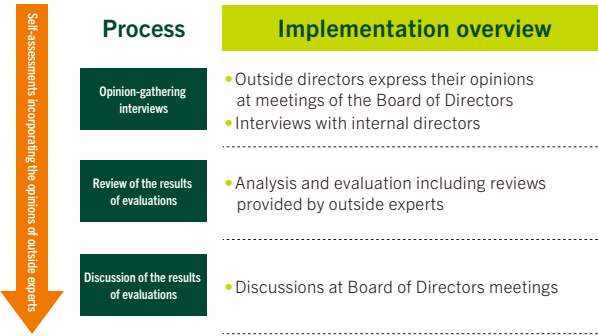 Self-assessments incorporating the opinions of outside experts
Process
Implementation overview
Opinion-gathering
interviews
•Outside directors express their opinions
at meetings of the Board of Directors
•Interviews with internal directors
Review of the results
of evaluations
•Analysis and evaluation including reviews
provided by outside experts
Discussion of the results
of evaluations
•Discussions at Board of Directors meetings